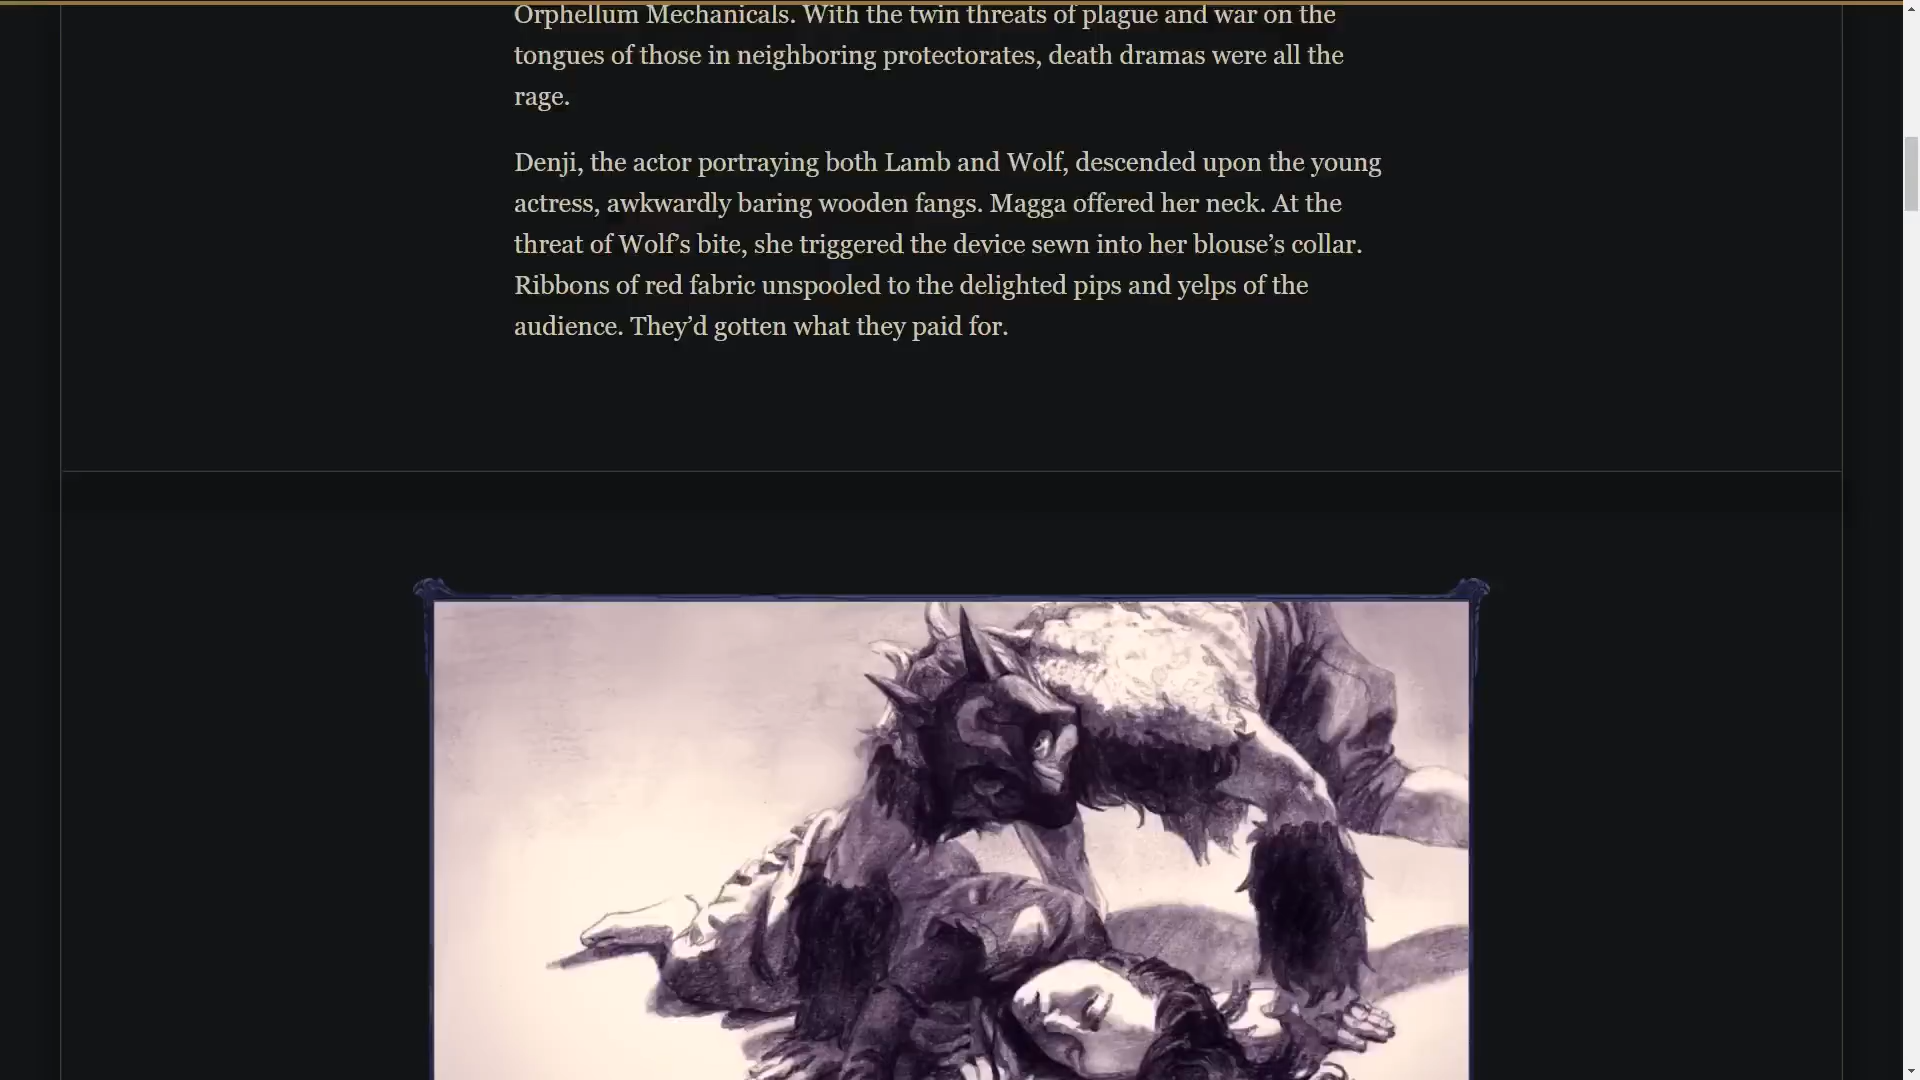 Orphellum Mechanicals. With the twin threats of plague and war on the
tongues of those in neighboring protectorates, death dramas were all the
rage.
Denji, the actor portraying both Lamb and Wolf, descended upon the young
actress, awkwardly baring wooden fangs. Magga offered her neck. At the
threat of Wolf’s bite, she triggered the device sewn into her blouse’s collar.
Ribbons of red fabric unspooled to the delighted pips and yelps of the
audience. They’d gotten what they paid for.